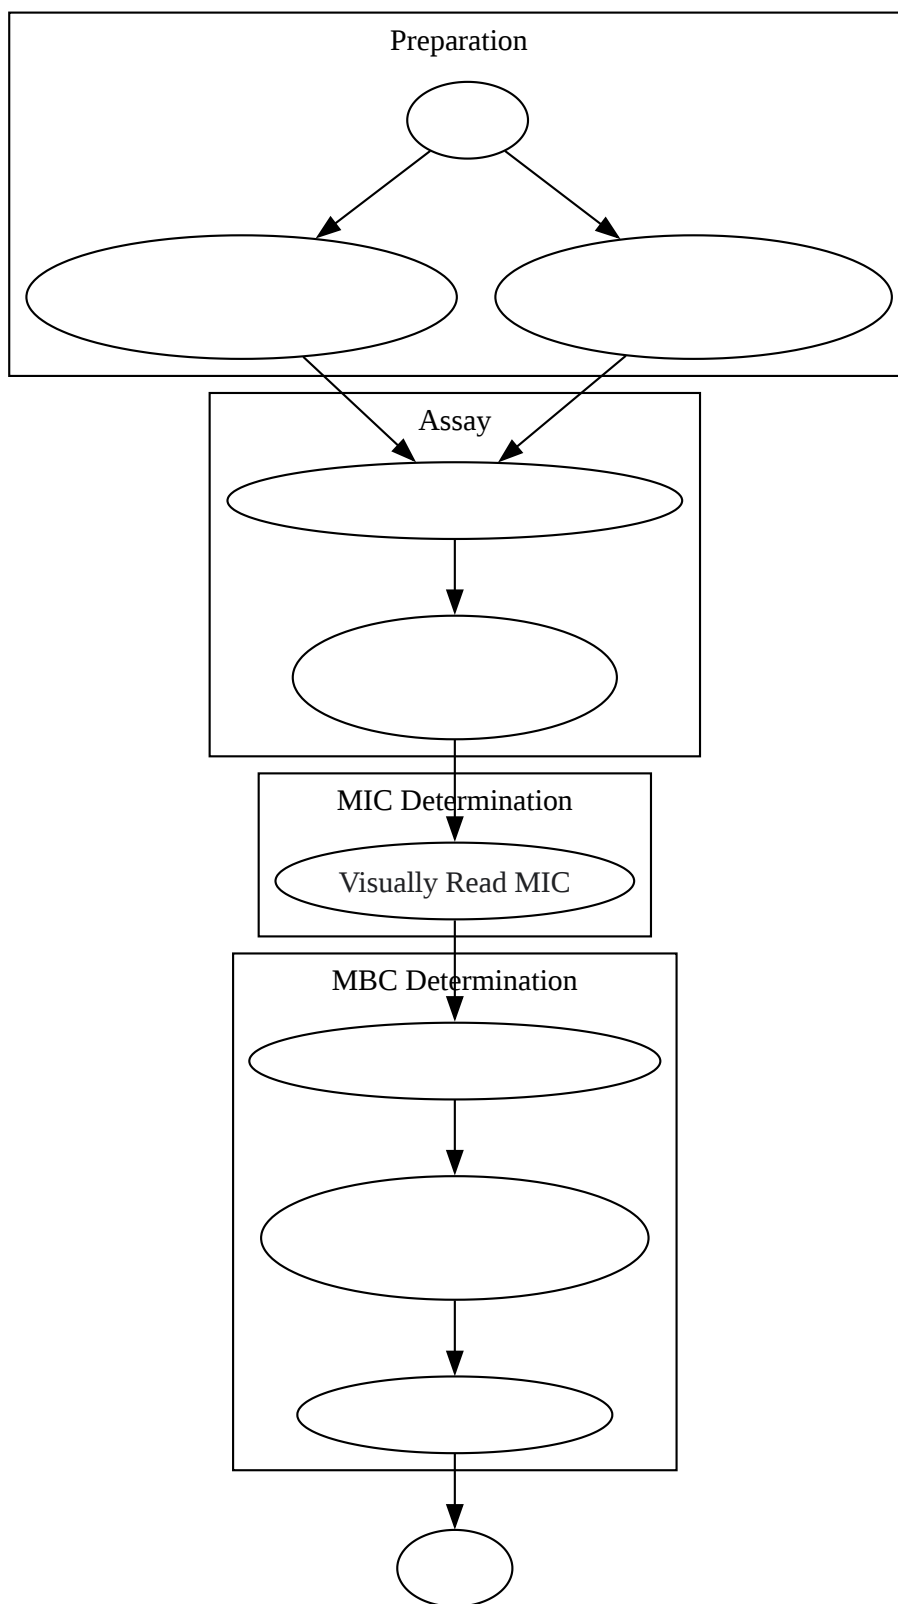 Preparation
Assay
MIC Determination
Visually Read MIC
MBC Determination